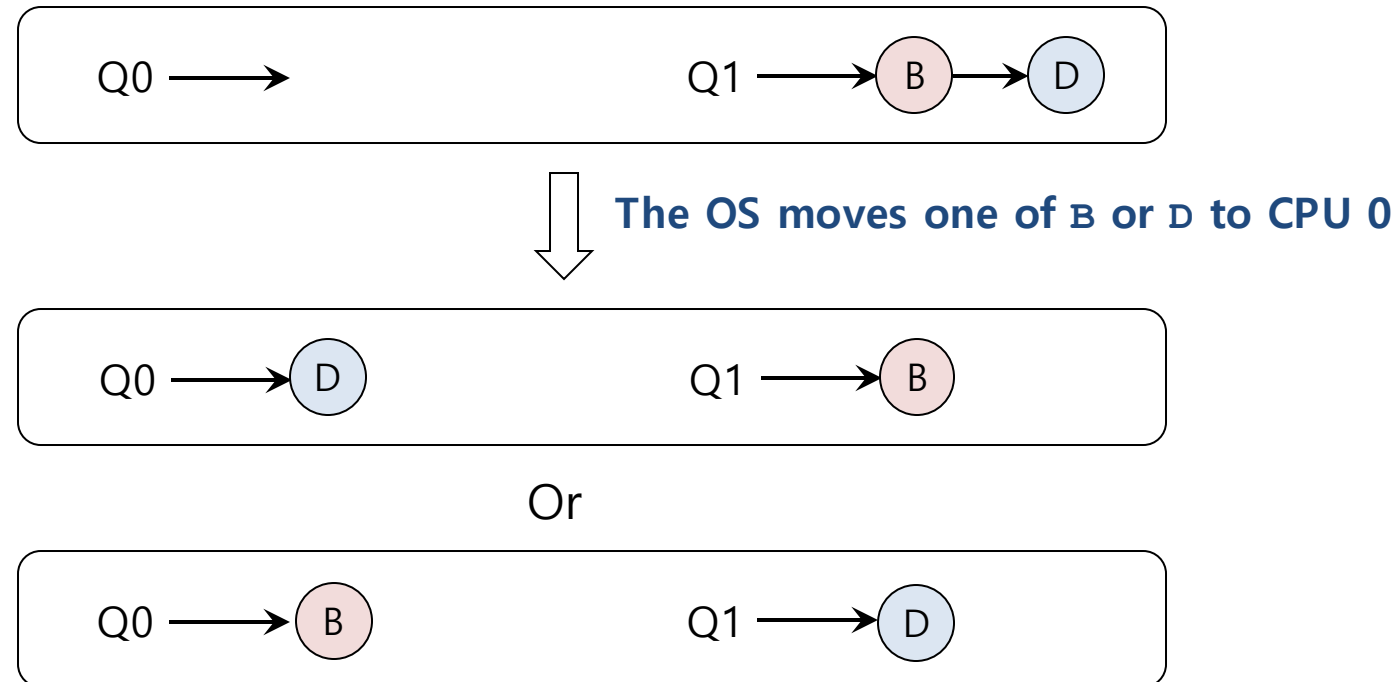 Q0 Q1 B D
The OS moves one of B or D to CPU 0
Q0 D Q1 B
Or
Q0 B Q1 D